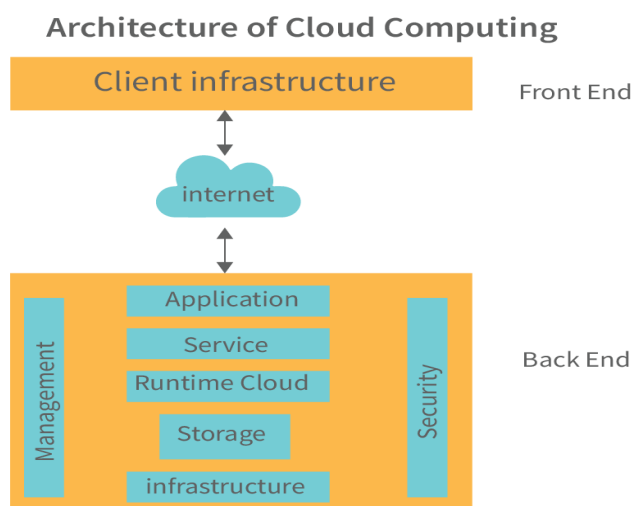 Architecture of Cloud Computing
Client infrastructure
Front End
internet
Application
Service
Runtime Cloud
Storage
infrastructure
Management
Security
Back End